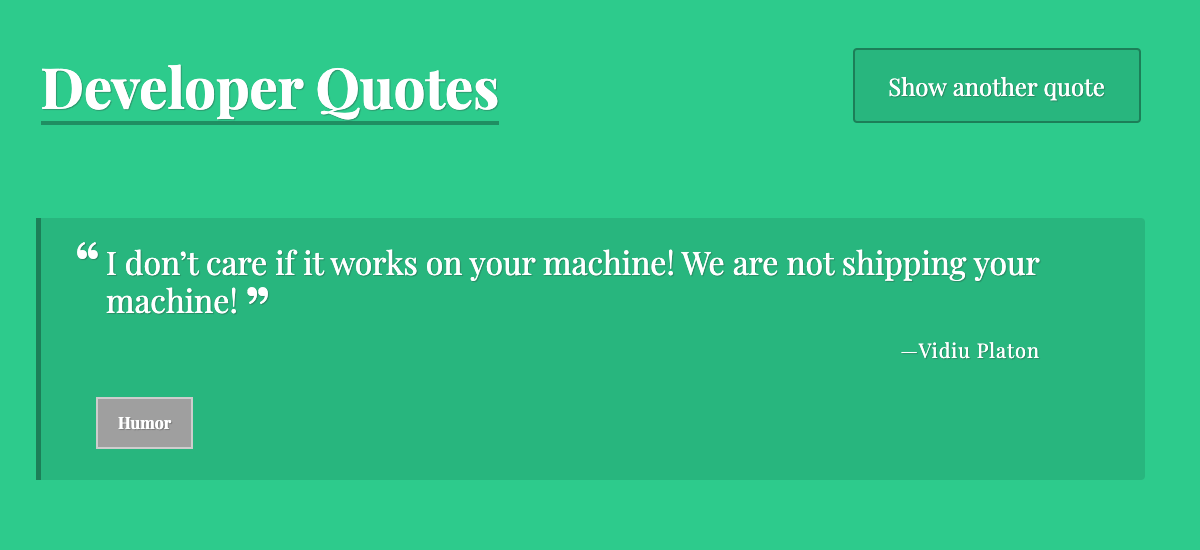 Developer Quotes
Show another quote
“ I don’t care if it works on your machine! We are not shipping your
machine! ”
—Vidiu Platon
Humor